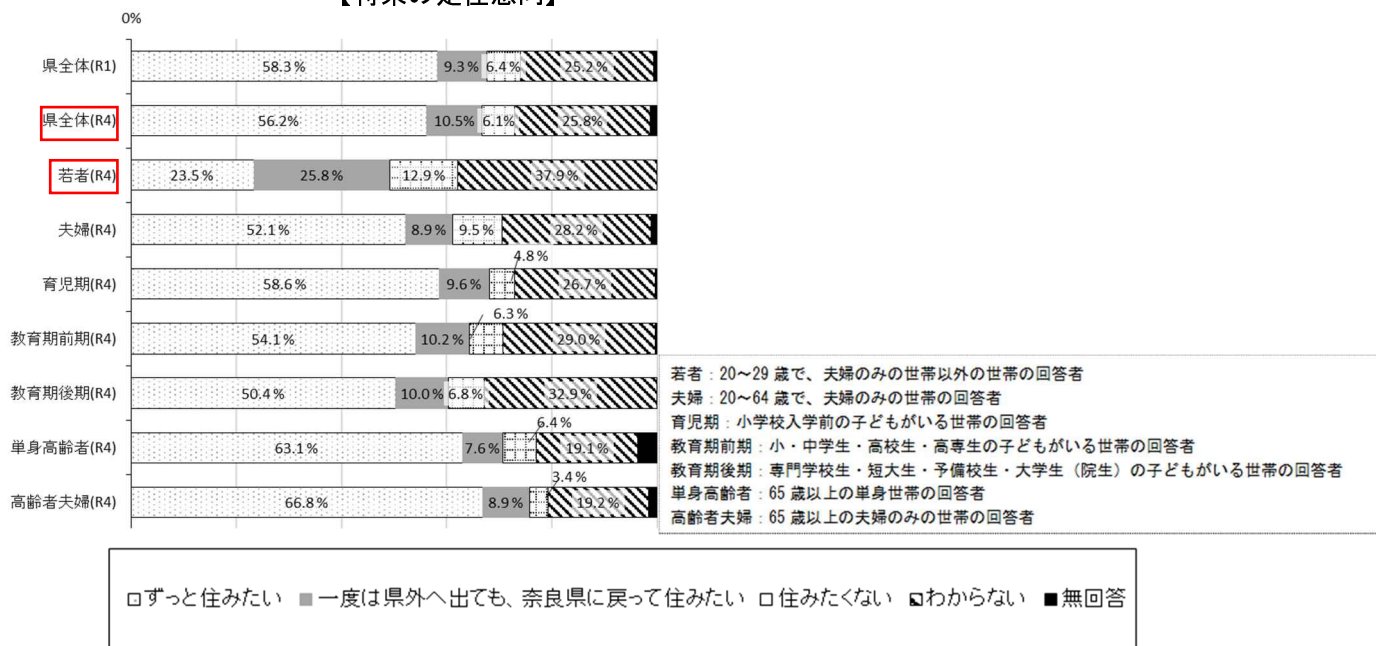 【将来の定住意向】
0%
県全体(R1)
58.3%
9.3%
6.4%
25.2%
県全体(R4)
56.2%
10.5%
6.1%
25.8%
若者(R4)
23.5%
25.8%
12.9%
37.9%
夫婦(R4)
52.1%
8.9%
9.5%
28.2%
育児期(R4)
58.6%
9.6%
4.8%
26.7%
教育期前期(R4)
54.1%
10.2%
6.3%
29.0%
教育期後期(R4)
50.4%
10.0%
6.8%
32.9%
単身高齢者(R4)
63.1%
7.6%
6.4%
19.1%
高齢者夫婦(R4)
66.8%
8.9%
3.4%
19.2%
若者：20～29 歳で、夫婦のみの世帯以外の世帯の回答者
夫婦：20～64 歳で、夫婦のみの世帯の回答者
育児期：小学校入学前の子どもがいる世帯の回答者
教育期前期：小・中学生・高校生・高専生の子どもがいる世帯の回答者
教育期後期：専門学校生・短大生・予備校生・大学生（院生）の子どもがいる世帯の回答者
単身高齢者：65 歳以上の単身世帯の回答者
高齢者夫婦：65 歳以上の夫婦のみの世帯の回答者
ずっと住みたい 一度は県外へ出ても、奈良県に戻って住みたい 住みたくない わからない 無回答